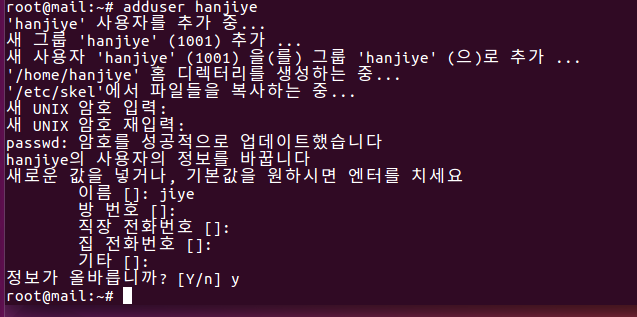 root@mail:~# adduser hanjiye
'hanjiye' 사용자를 추가 중...
새 그룹 'hanjiye' (1001) 추가 ...
새 사용자 'hanjiye' (1001) 을(를) 그룹 'hanjiye' (으)로 추가 ...
'/home/hanjiye' 홈 디렉터리를 생성하는 중...
'/etc/skel'에서 파일들을 복사하는 중...
새 UNIX 암호 입력:
새 UNIX 암호 재입력:
passwd: 암호를 성공적으로 업데이트했습니다
hanjiye의 사용자의 정보를 바꿉니다
새로운 값을 넣거나, 기본값을 원하시면 엔터를 치세요
이름 []: jiye
방 번호 []:
직장 전화번호 []:
집 전화번호 []:
기타 []:
정보가 올바릅니까? [Y/n] y
root@mail:~#